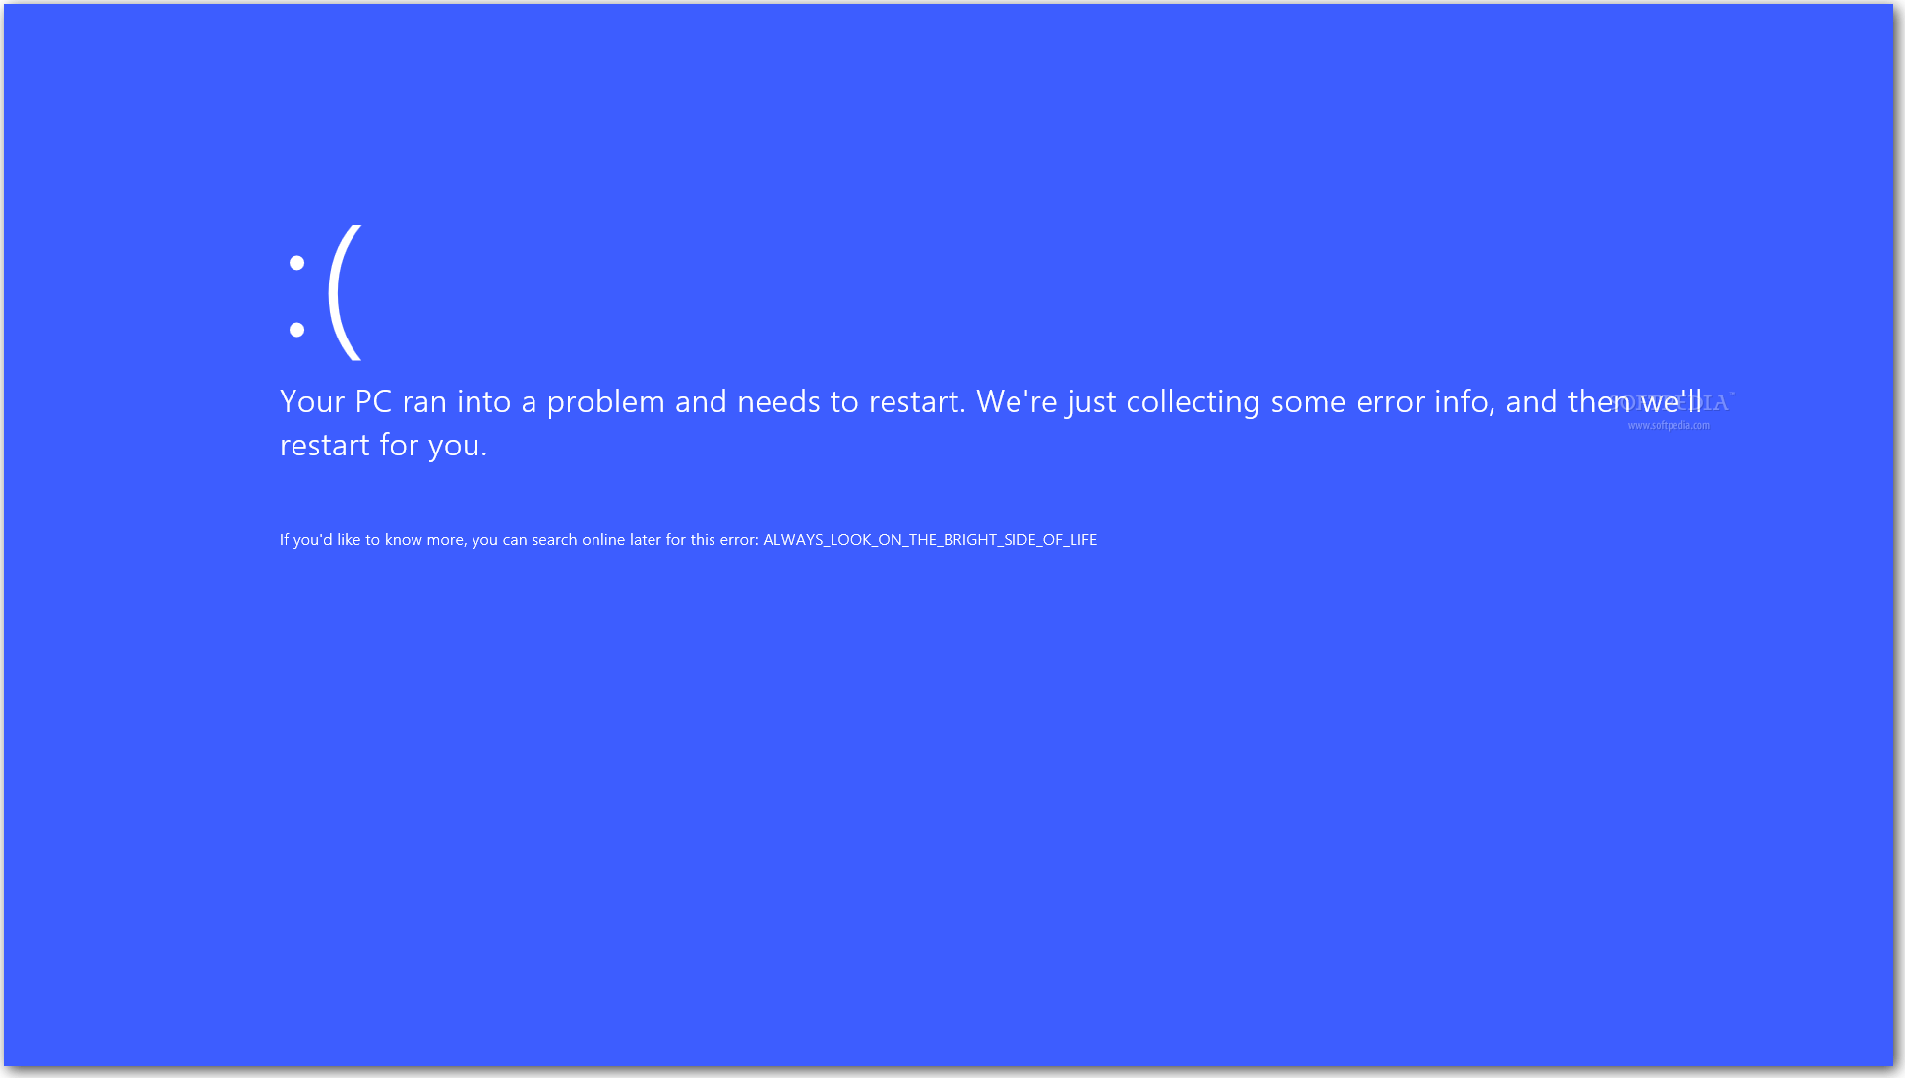 :(
Your PC ran into a problem and needs to restart. We're just collecting some error info, and then we'll
restart for you.
If you'd like to know more, you can search online later for this error: ALWAYS_LOOK_ON_THE_BRIGHT_SIDE_OF_LIFE
SOFTPEDIA™
www.softpedia.com